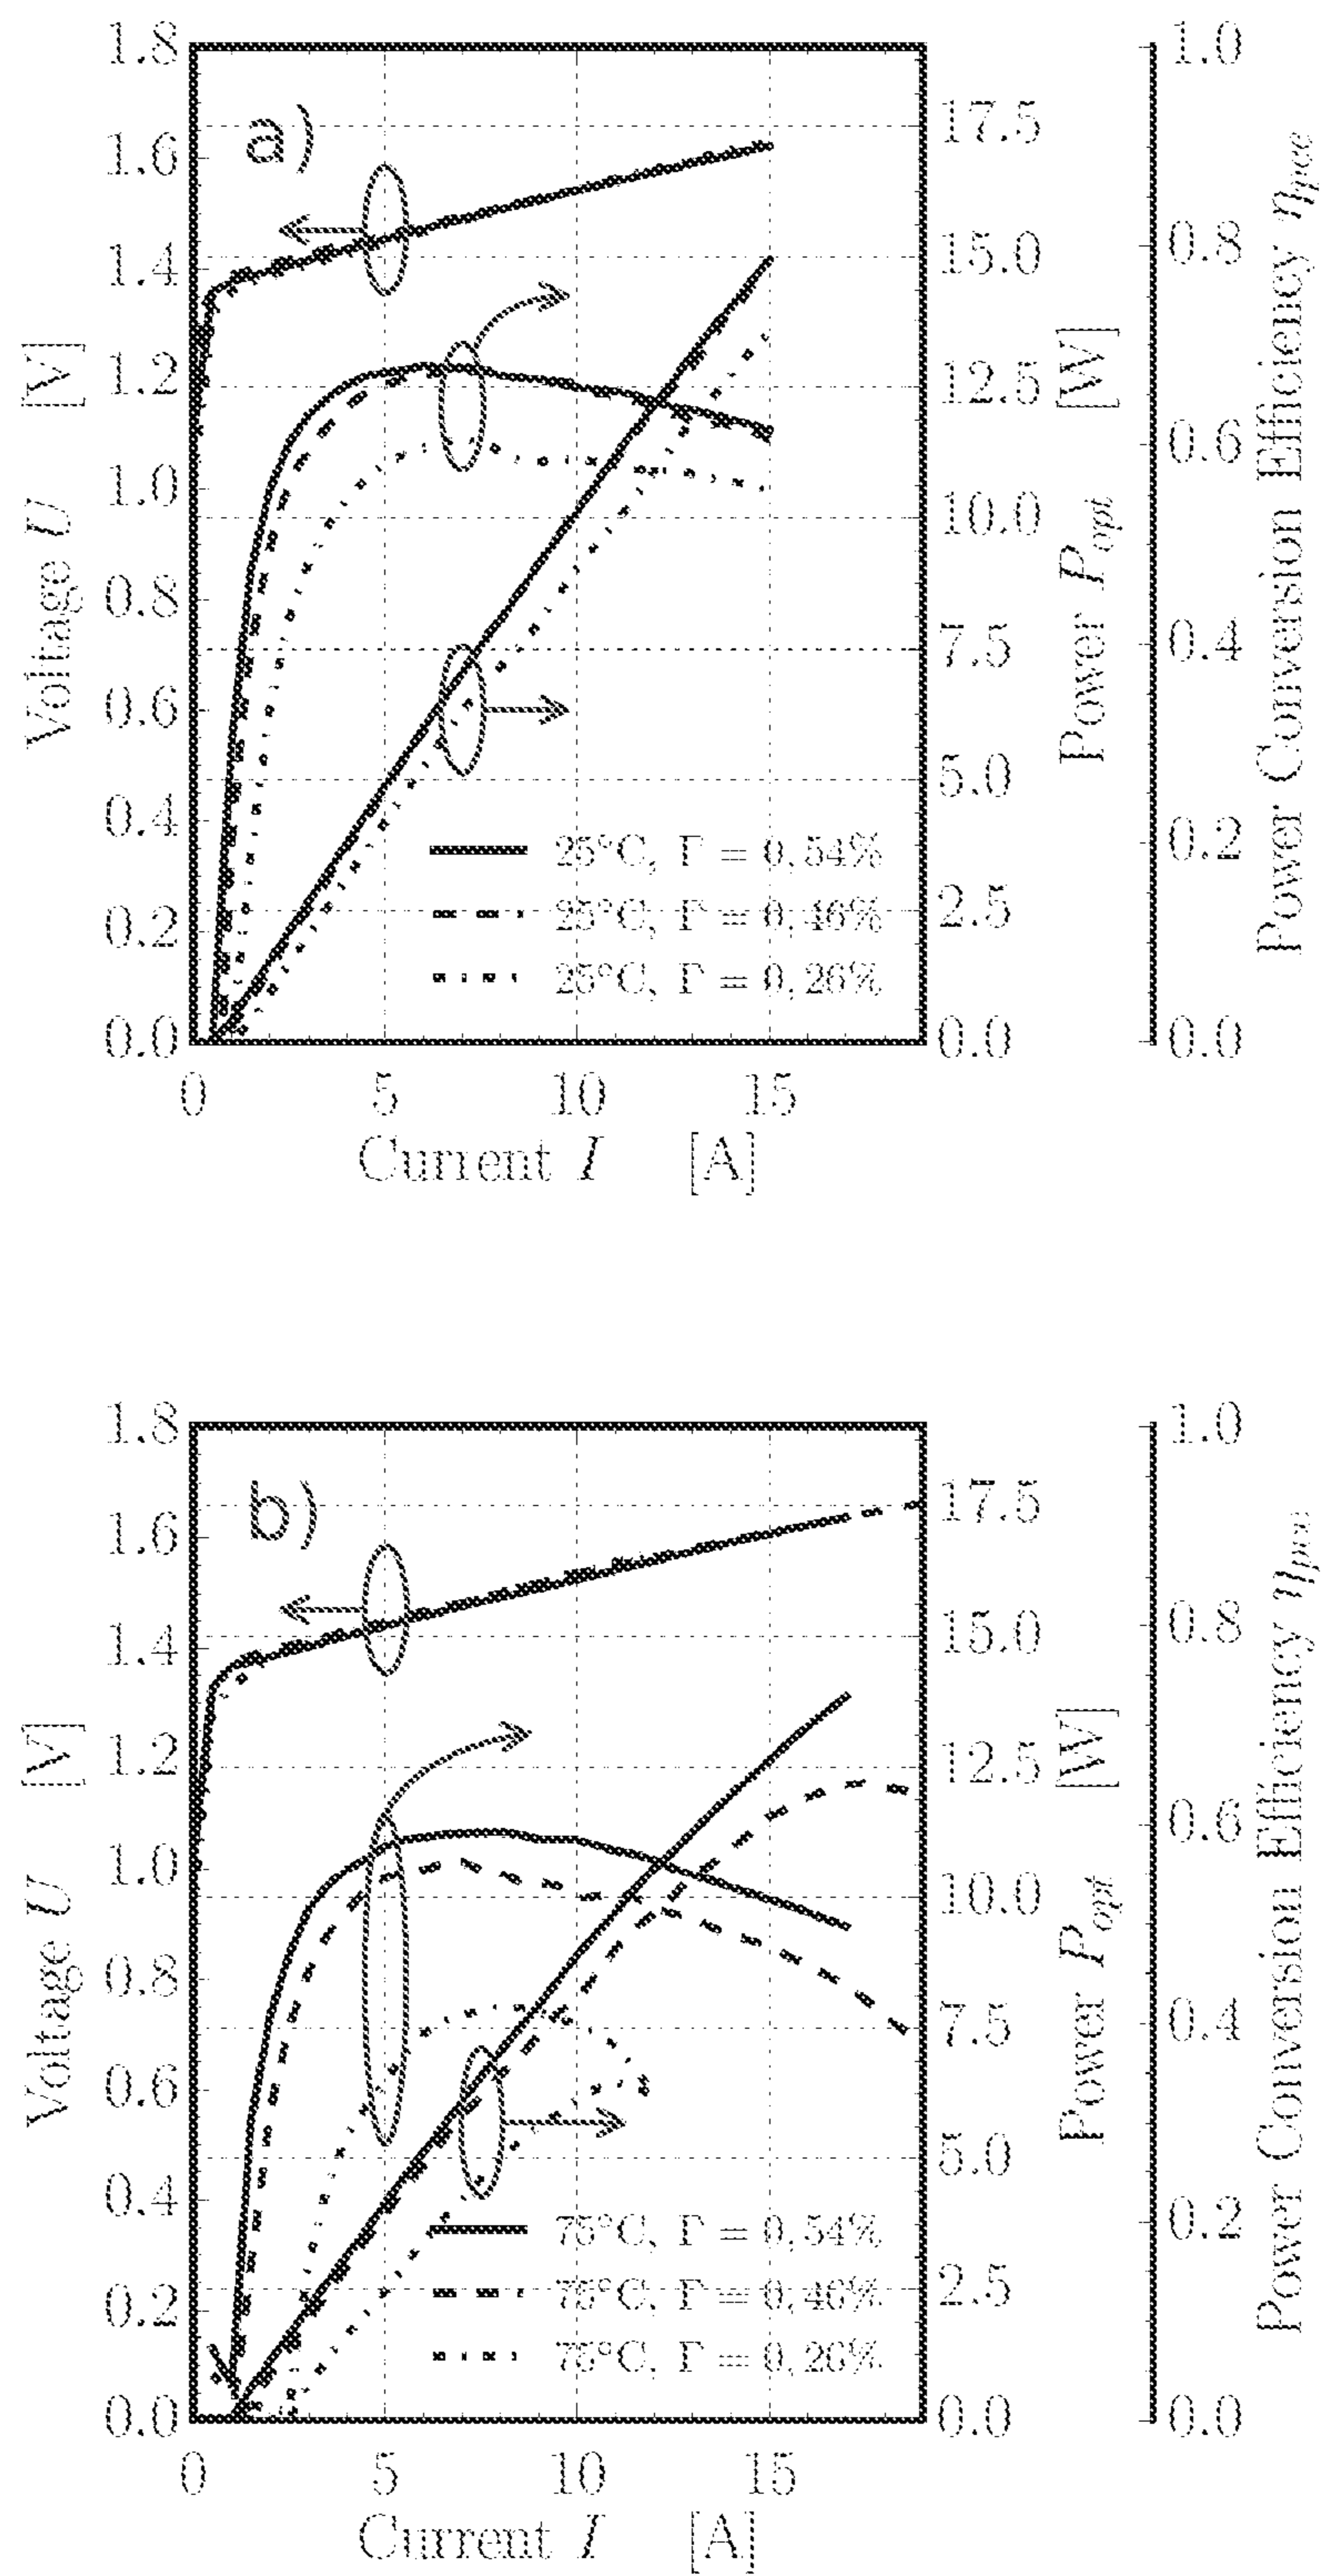 a)
1.8
1.6
1.4
1.2
1.0
0.8
0.6
0.4
0.2
0.0
Voltage U [V]
17.5
15.0
12.5
10.0
7.5
5.0
2.5
0.0
Power Popt [W]
1.0
0.8
0.6
0.4
0.2
0.0
Power Conversion Efficiency ηpce
25°C, Γ = 0,54%
25°C, Γ = 0,46%
25°C, Γ = 0,26%
0 5 10 15
Current I [A]
b)
1.8
1.6
1.4
1.2
1.0
0.8
0.6
0.4
0.2
0.0
Voltage U [V]
17.5
15.0
12.5
10.0
7.5
5.0
2.5
0.0
Power Popt [W]
1.0
0.8
0.6
0.4
0.2
0.0
Power Conversion Efficiency ηpce
75°C, Γ = 0,54%
75°C, Γ = 0,46%
75°C, Γ = 0,26%
0 5 10 15
Current I [A]